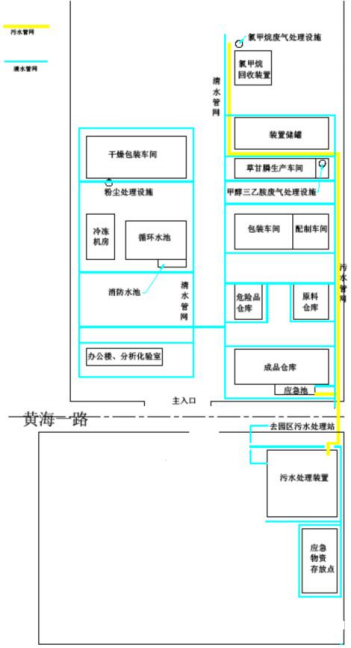 污水管网
清水管网
氯甲烷废气处理设施
氯甲烷
回收装置
清水管网
装置储罐
干燥包装车间
草甘膦生产车间
粉尘处理设施
甲醇三乙胺废气处理设施
冷冻
机房
循环水池
包装车间
配制车间
污水管网
消防水池
清水管网
危险品
仓库
原料
仓库
办公楼、分析化验室
成品仓库
应急池
主入口
黄海一路
去园区污水处理站
污水处理装置
应急
物资
存放点